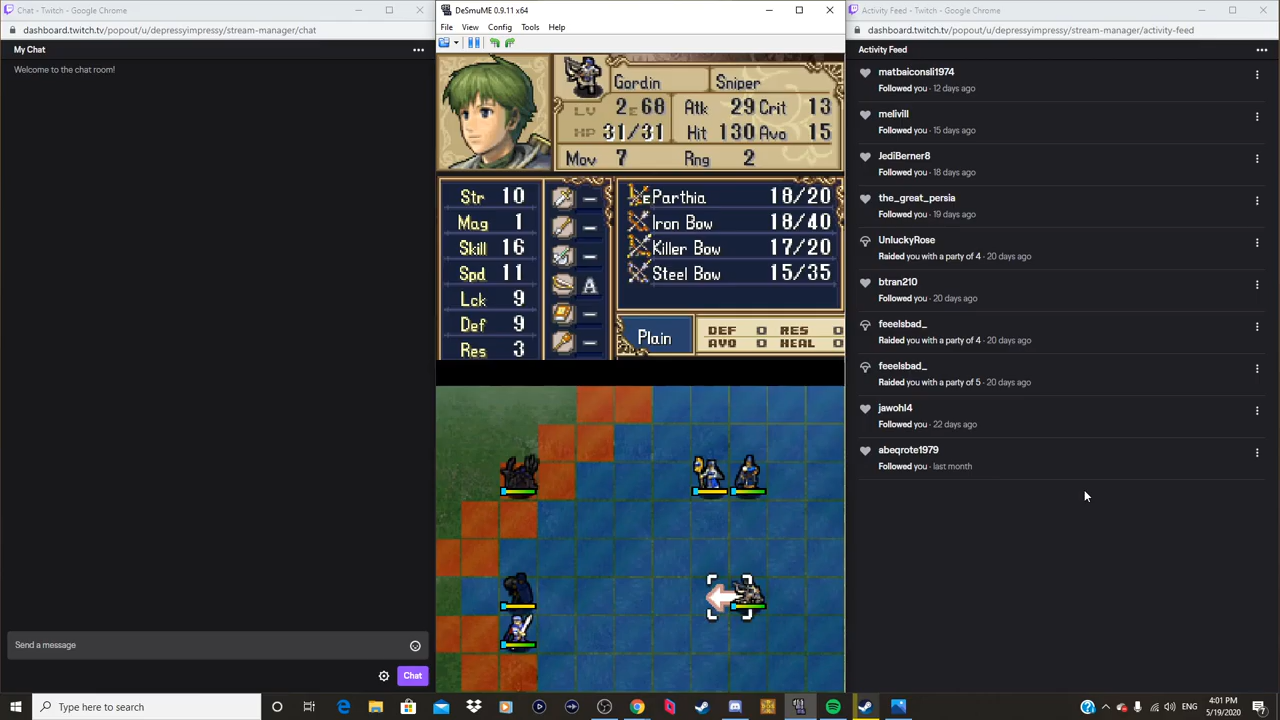 Chat - Twitch - Google Chrome
dashboard.twitch.tv/popout/u/depressyimpressy/stream-manager/chat
My Chat
Welcome to the chat room!
Send a message
Chat
DeSmuME 0.9.11 x64
File View Config Tools Help
Gordin Sniper
LV 2 E 68 Atk 29 Crit 13
HP 31/31 Hit 130 Avo 15
Mov 7 Rng 2
Str 10
Mag 1
Skill 16
Spd 11
Lck 9
Def 9
Res 3
–
–
–
A
–
–
E Parthia 18/20
Iron Bow 18/40
Killer Bow 17/20
Steel Bow 15/35
Plain
DEF 0 RES 0
AVO 0 HEAL 0
Activity Feed - Twitch - Google Chrome
dashboard.twitch.tv/popout/u/depressyimpressy/stream-manager/activity-feed
Activity Feed
matbaiconsli1974
Followed you · 12 days ago
melivill
Followed you · 15 days ago
JediBerner8
Followed you · 18 days ago
the_great_persia
Followed you · 19 days ago
UnluckyRose
Raided you with a party of 4 · 20 days ago
btran210
Followed you · 20 days ago
feeelsbad_
Raided you with a party of 4 · 20 days ago
feeelsbad_
Raided you with a party of 5 · 20 days ago
jawohl4
Followed you · 22 days ago
abeqrote1979
Followed you · last month
Type here to search
4:01 PM
5/19/2020